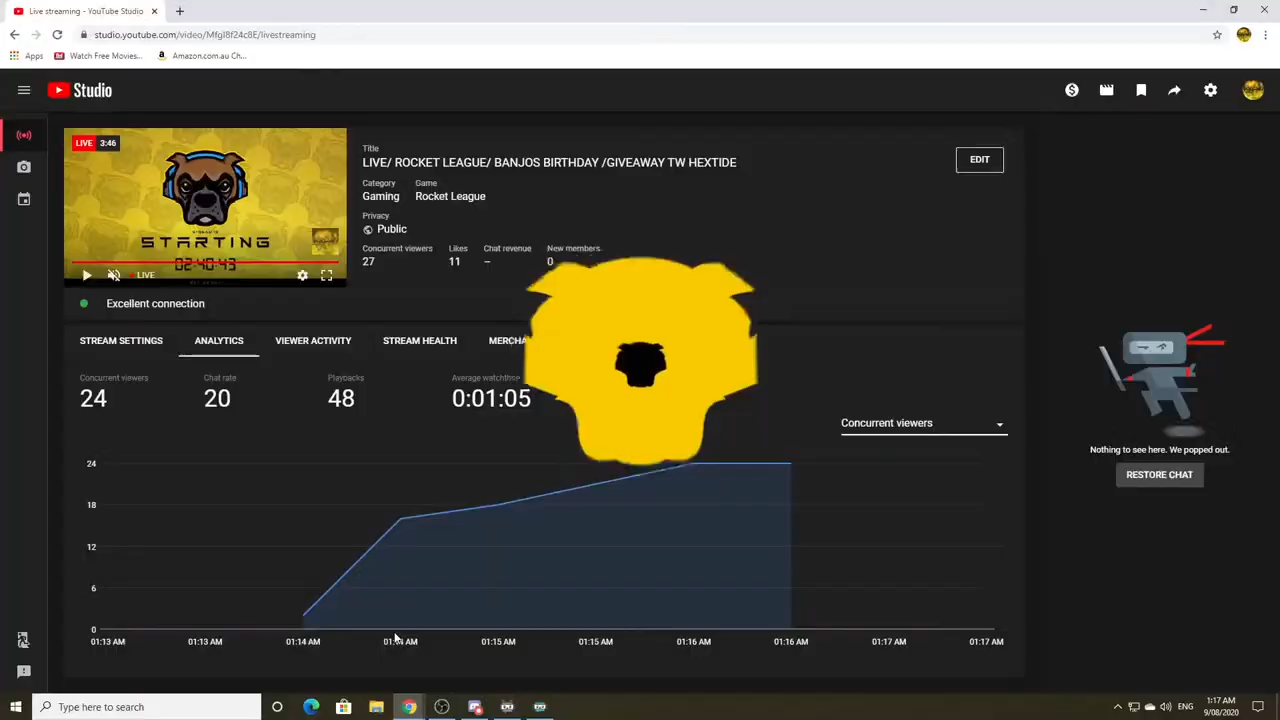 Live streaming - YouTube Studio
studio.youtube.com/video/MfgI8f24c8E/livestreaming
Apps Watch Free Movies... Amazon.com.au Ch...
Studio
LIVE 3:46
STARTING
02:40:43
LIVE
Title
LIVE/ ROCKET LEAGUE/ BANJOS BIRTHDAY /GIVEAWAY TW HEXTIDE
EDIT
Category Game
Gaming Rocket League
Privacy
Public
Concurrent viewers Likes Chat revenue New members
27 11 – 0
Excellent connection
STREAM SETTINGS ANALYTICS VIEWER ACTIVITY STREAM HEALTH MERCHA
Concurrent viewers Chat rate Playbacks Average watchtime
24 20 48 0:01:05
Concurrent viewers
24
18
12
6
0
01:13 AM 01:13 AM 01:14 AM 01:14 AM 01:15 AM 01:15 AM 01:16 AM 01:16 AM 01:17 AM 01:17 AM
Nothing to see here. We popped out.
RESTORE CHAT
Type here to search
ENG
1:17 AM
9/08/2020